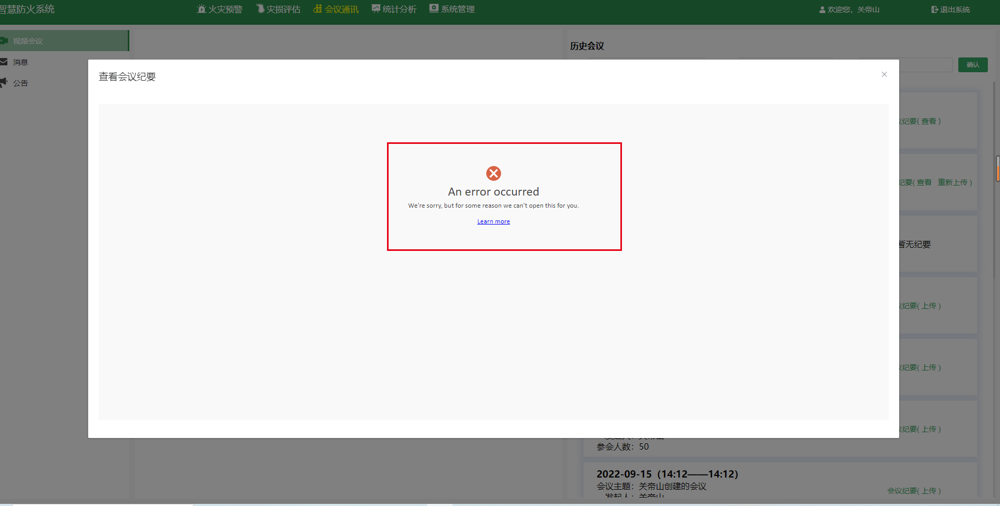 智慧防火系统
火灾预警 灾损评估 会议通讯 统计分析 系统管理
欢迎您，关帝山 退出系统
视频会议
消息
公告
历史会议
确认
查看会议纪要
An error occurred
We're sorry, but for some reason we can't open this for you.
Learn more
纪要( 查看 )
纪要( 查看 重新上传 )
暂无纪要
纪要( 上传 )
纪要( 上传 )
纪要( 上传 )
参会人数：50
2022-09-15（14:12——14:12）
会议主题：关帝山创建的会议
发起人：关帝山
会议纪要( 上传 )